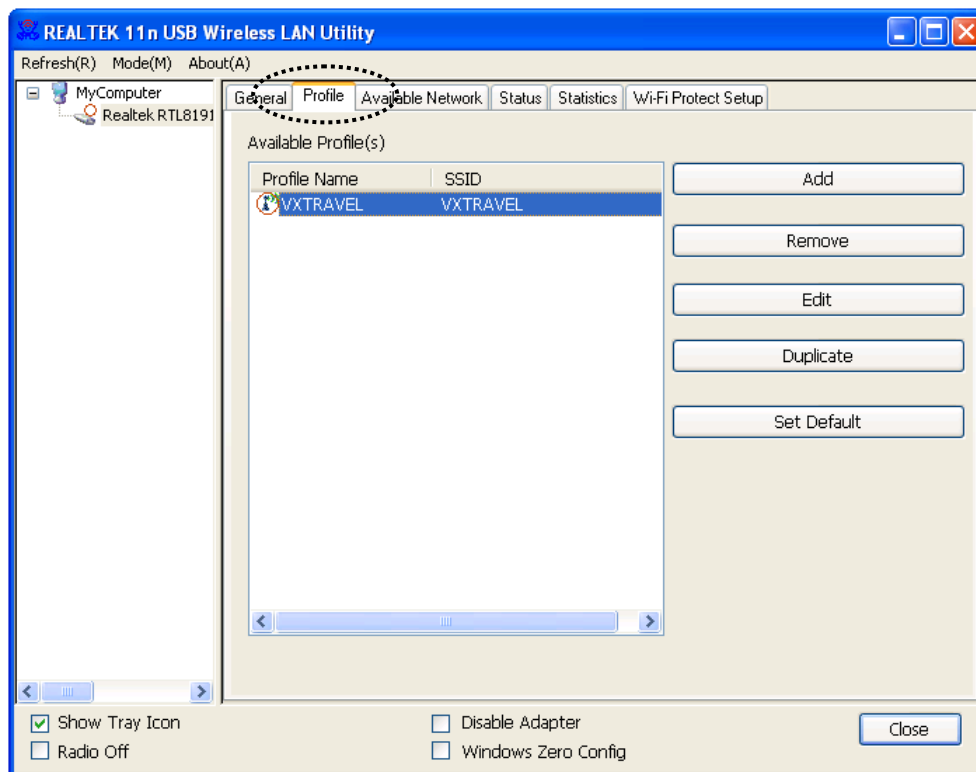 REALTEK 11n USB Wireless LAN Utility
Refresh(R) Mode(M) About(A)
MyComputer
Realtek RTL8191
General Profile Available Network Status Statistics Wi-Fi Protect Setup
Available Profile(s)
Profile Name SSID
VXTRAVEL VXTRAVEL
Add
Remove
Edit
Duplicate
Set Default
Show Tray Icon
Radio Off
Disable Adapter
Windows Zero Config
Close